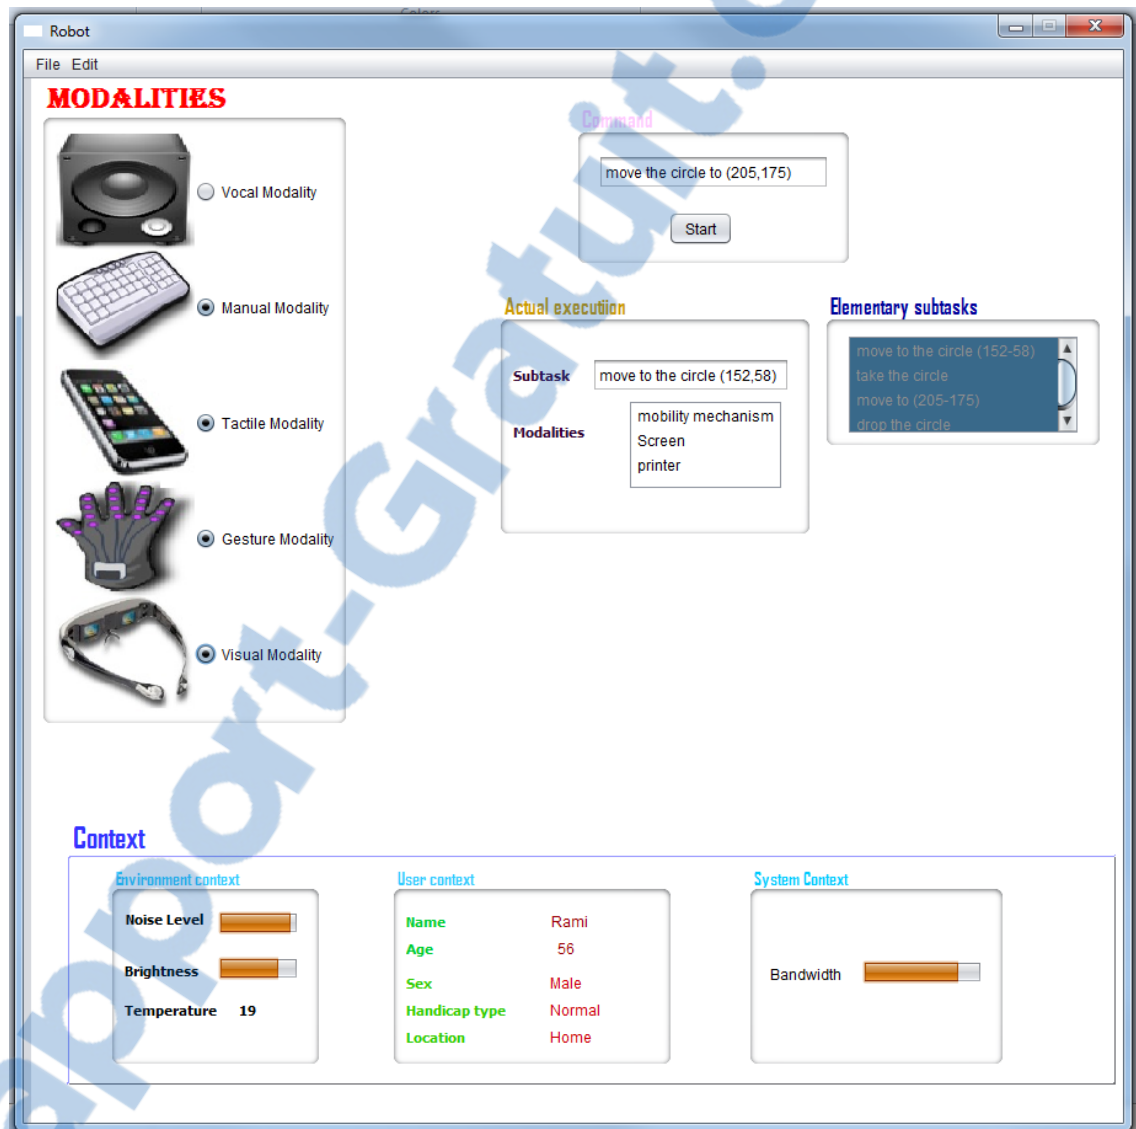 Colors
Robot
File Edit
MODALITIES
Vocal Modality
Manual Modality
Tactile Modality
Gesture Modality
Visual Modality
Command
move the circle to (205,175)
Start
Actual executiion
Subtask move to the circle (152,58)
Modalities
mobility mechanism
Screen
printer
Elementary subtasks
move to the circle (152-58)
take the circle
move to (205-175)
drop the circle
Context
Environment context
Noise Level
Brightness
Temperature 19
User context
Name Rami
Age 56
Sex Male
Handicap type Normal
Location Home
System Context
Bandwidth
apport-Gratuit.c